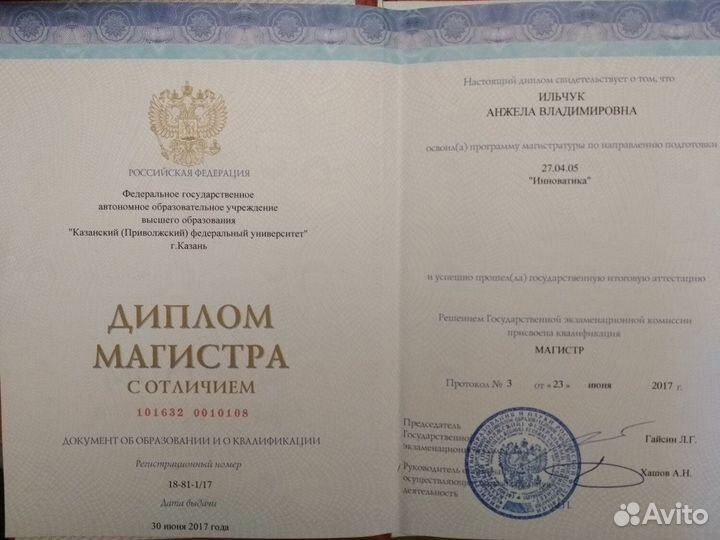 РОССИЙСКАЯ ФЕДЕРАЦИЯ
Федеральное государственное
автономное образовательное учреждение
высшего образования
"Казанский (Приволжский) федеральный университет"
г.Казань
ДИПЛОМ
МАГИСТРА
С ОТЛИЧИЕМ
101632 0010108
ДОКУМЕНТ ОБ ОБРАЗОВАНИИ И О КВАЛИФИКАЦИИ
Регистрационный номер
18-81-1/17
Дата выдачи
30 июня 2017 года
Настоящий диплом свидетельствует о том, что
ИЛЬЧУК
АНЖЕЛА ВЛАДИМИРОВНА
освоил(а) программу магистратуры по направлению подготовки
27.04.05
"Инноватика"
и успешно прошел(ла) государственную итоговую аттестацию
Решением Государственной экзаменационной комиссии
присвоена квалификация
МАГИСТР
Протокол № 3 от «23» июня 2017 г.
Председатель
Гайсин Л.Г.
Руководитель
Хашов А.Н.
осуществляющей
деятельность
Avito